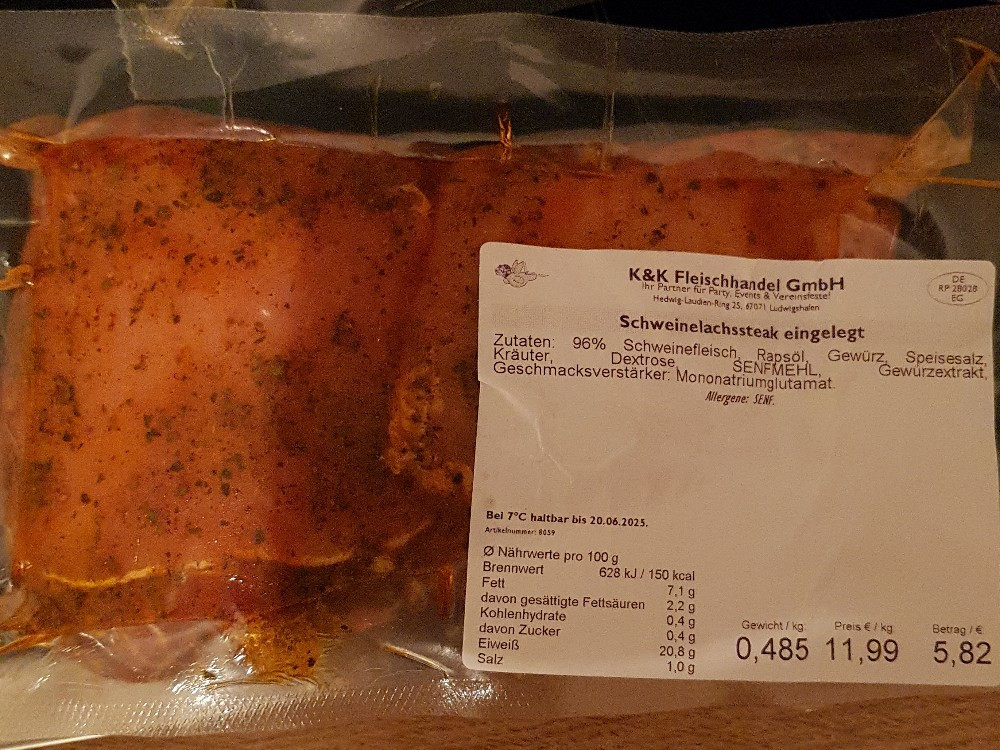 K&K Fleischhandel GmbH
Ihr Partner für Party, Events & Vereinsfeste!
Hedwig-Laudien-Ring 25, 67071 Ludwigshafen
DE
RP 28028
EG
Schweinelachssteak eingelegt
Zutaten: 96% Schweinefleisch, Rapsöl, Gewürz, Speisesalz,
Kräuter, Dextrose, SENFMEHL, Gewürzextrakt,
Geschmacksverstärker: Mononatriumglutamat.
Allergene: SENF.
Bei 7°C haltbar bis 20.06.2025.
Artikelnummer: 8059
Ø Nährwerte pro 100 g
Brennwert 628 kJ / 150 kcal
Fett 7,1 g
davon gesättigte Fettsäuren 2,2 g
Kohlenhydrate 0,4 g
davon Zucker 0,4 g
Eiweiß 20,8 g
Salz 1,0 g
Gewicht / kg: Preis € / kg Betrag / €:
0,485 11,99 5,82